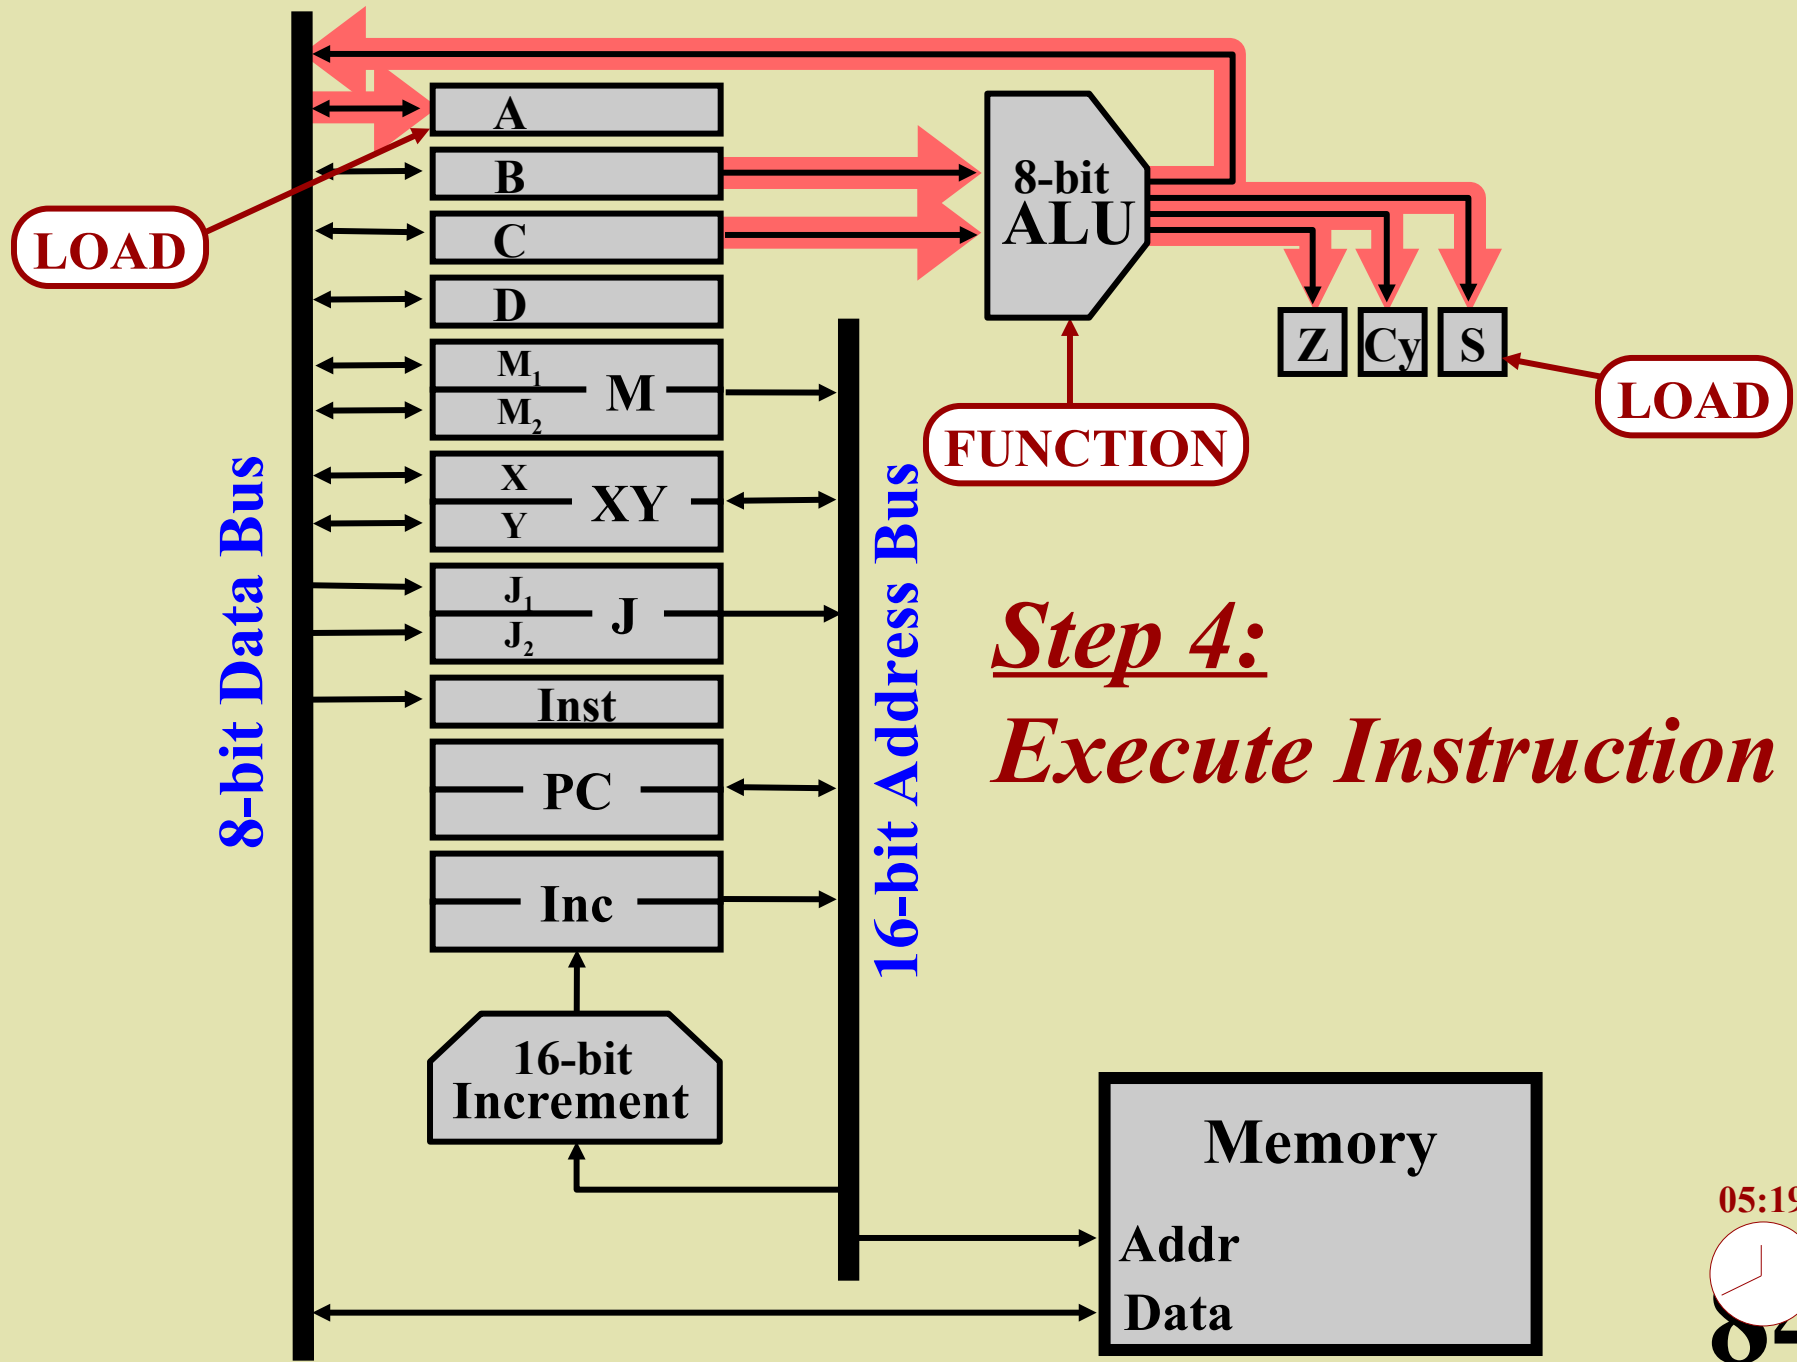 A
B
C
D
M1
M2
M
X
Y
XY
J1
J2
J
Inst
PC
Inc
16-bit
Increment
LOAD
8-bit Data Bus
16-bit Address Bus
8-bit
ALU
FUNCTION
Z
Cy
S
LOAD
Step 4:
Execute Instruction
Memory
Addr
Data
05:19